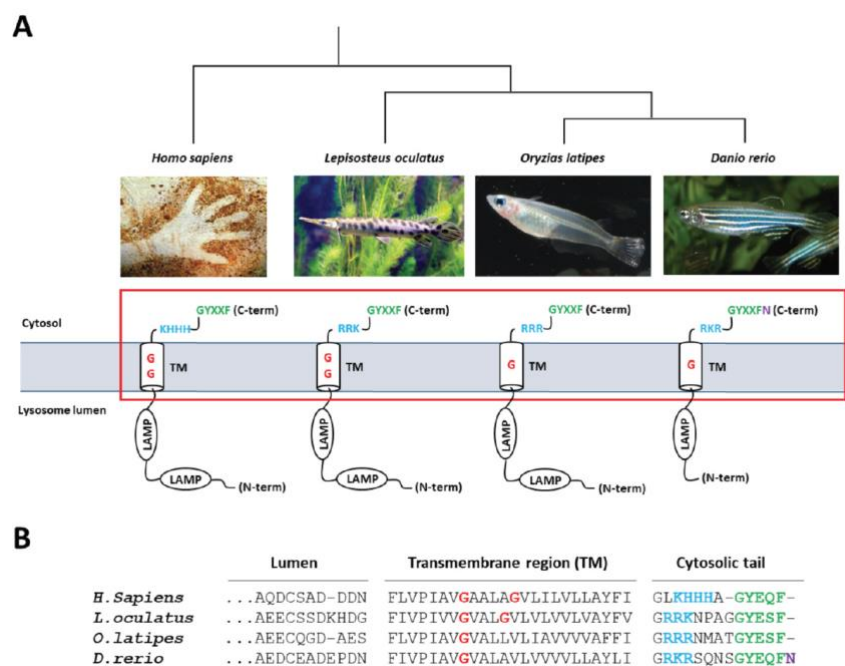 A
Homo sapiens Lepisosteus oculatus Oryzias latipes Danio rerio
GYXXF (C-term) GYXXF (C-term) GYXXF (C-term) GYXXFN (C-term)
Cytosol KHHH RRK RRR RKR
G G
TM TM G TM G TM
G G
Lysosome lumen
LAMP LAMP LAMP LAMP
LAMP (N-term) LAMP (N-term) LAMP (N-term) (N-term)
B
Lumen Transmembrane region (TM) Cytosolic tail
H.Sapiens ...AQDCSAD-DDN FLVPIAVGAALAGVLILVLLAYFI GLKHHHA-GYEQF-
L.oculatus ...AEECSSDKHDG FIVPIAVGVALGVLVLLVLVAYFV GRRKNPAGGYESF-
O.latipes ...AEECQGD-AES FLVPIAVGAALLVLIAVVVVAFFI GRRRNMATGYESF-
D.rerio ...AEDCEADEPDN FIVPIAVGVALAVLVVVVLLAYLI GRKRSQNSGYEQFN